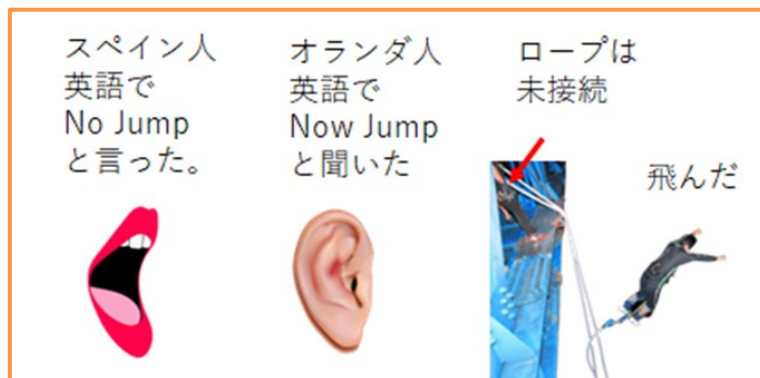 スペイン人
英語で
No Jump
と言った。
オランダ人
英語で
Now Jump
と聞いた
ロープは
未接続
飛んだ